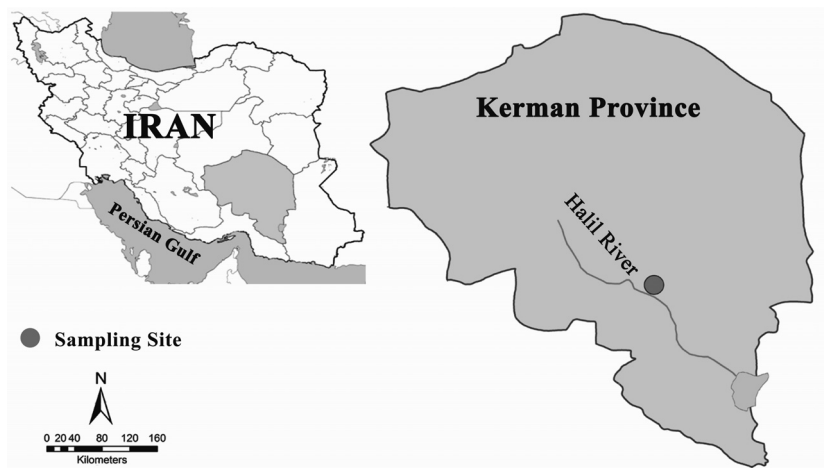 IRAN
Persian Gulf
Kerman Province
Halil River
Sampling Site
N
0 20 40 80 120 160
Kilometers